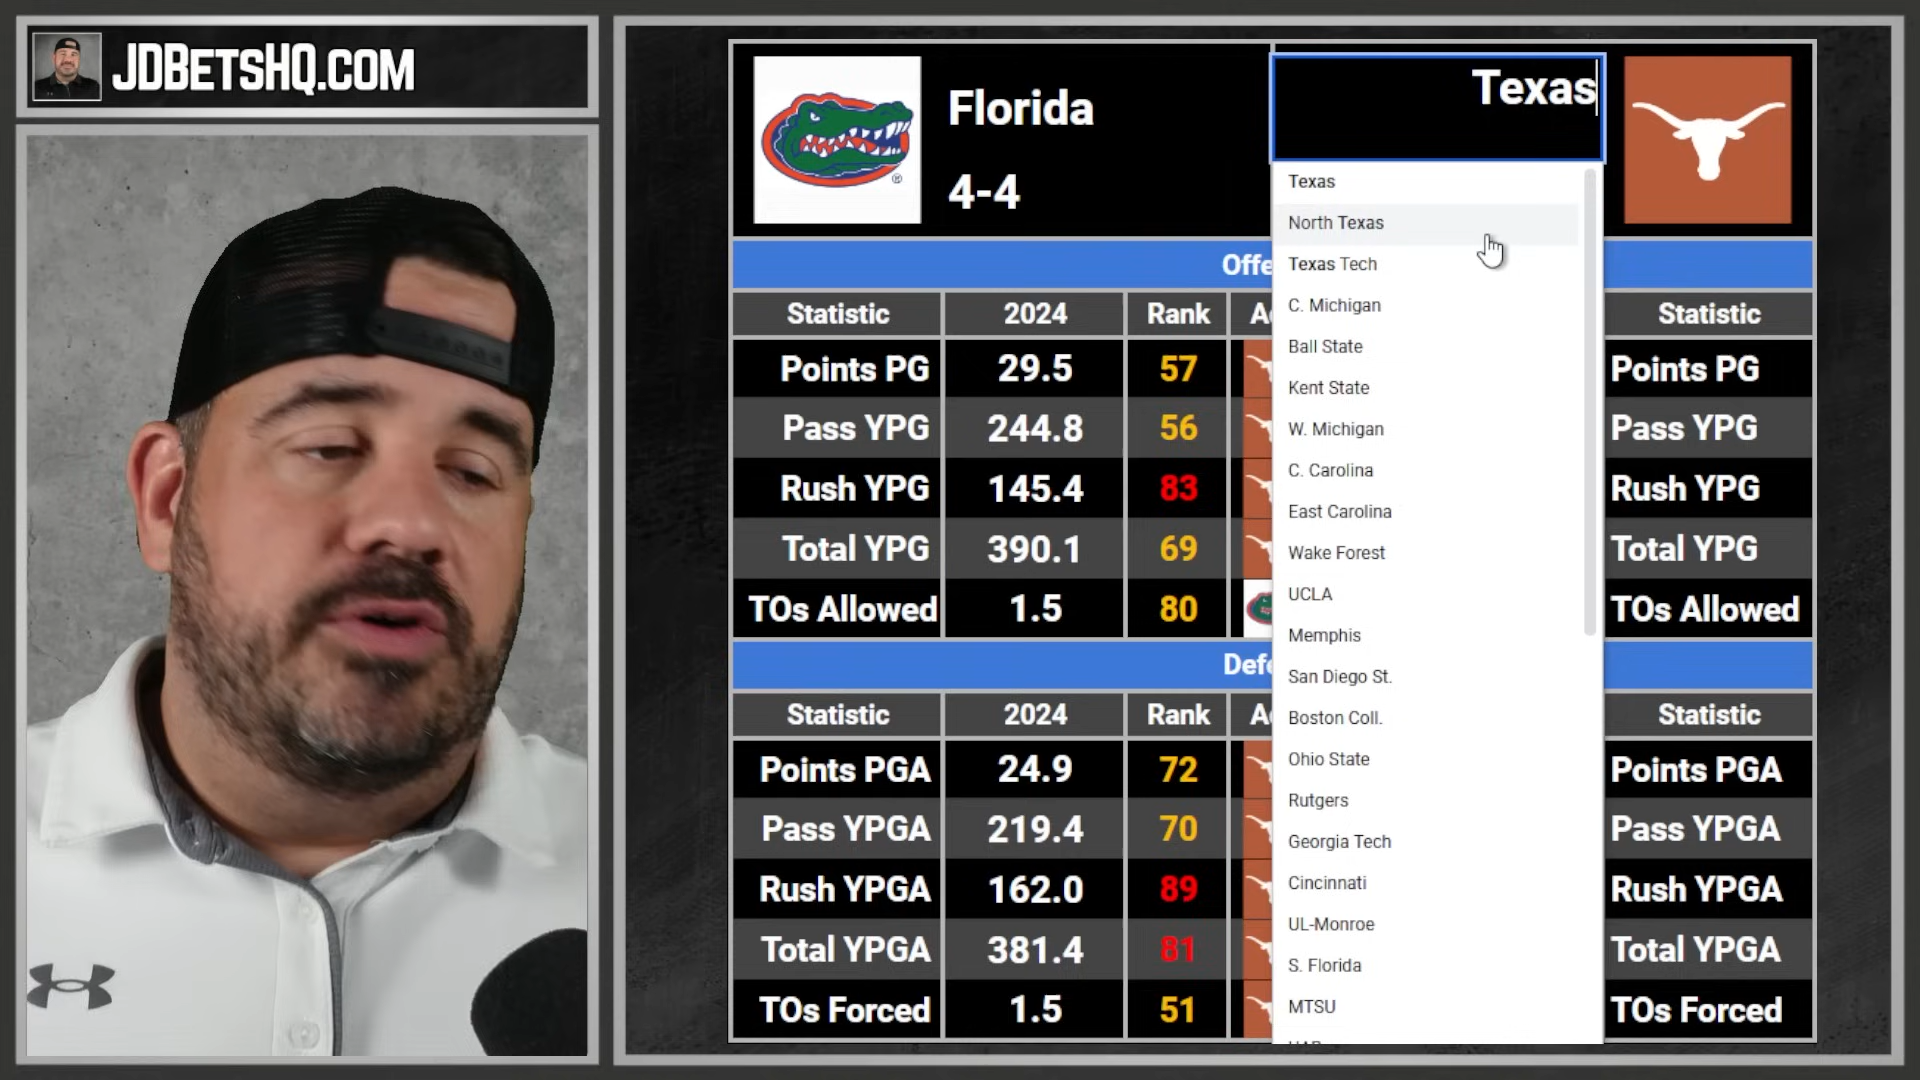 JDBetsHQ.com
Florida
4-4
Texas
Texas
North Texas
Texas Tech
C. Michigan
Ball State
Kent State
W. Michigan
C. Carolina
East Carolina
Wake Forest
UCLA
Memphis
San Diego St.
Boston Coll.
Ohio State
Rutgers
Georgia Tech
Cincinnati
UL-Monroe
S. Florida
MTSU
Offe
Statistic 2024 Rank A Statistic
Points PG 29.5 57 Points PG
Pass YPG 244.8 56 Pass YPG
Rush YPG 145.4 83 Rush YPG
Total YPG 390.1 69 Total YPG
TOs Allowed 1.5 80 TOs Allowed
Defe
Statistic 2024 Rank A Statistic
Points PGA 24.9 72 Points PGA
Pass YPGA 219.4 70 Pass YPGA
Rush YPGA 162.0 89 Rush YPGA
Total YPGA 381.4 81 Total YPGA
TOs Forced 1.5 51 TOs Forced